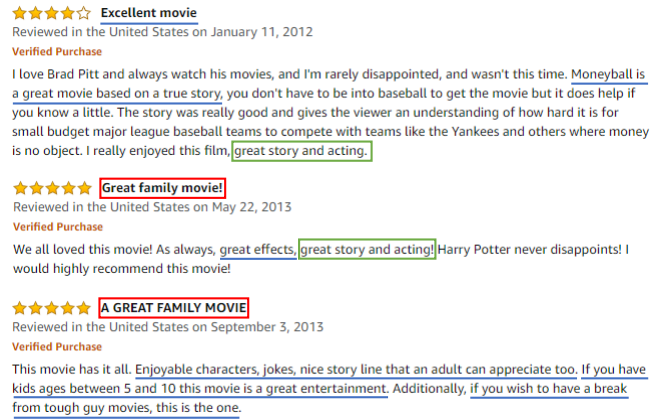 Excellent movie
Reviewed in the United States on January 11, 2012
Verified Purchase
I love Brad Pitt and always watch his movies, and I'm rarely disappointed, and wasn't this time. Moneyball is
a great movie based on a true story, you don't have to be into baseball to get the movie but it does help if
you know a little. The story was really good and gives the viewer an understanding of how hard it is for
small budget major league baseball teams to compete with teams like the Yankees and others where money
is no object. I really enjoyed this film, great story and acting.
Great family movie!
Reviewed in the United States on May 22, 2013
Verified Purchase
We all loved this movie! As always, great effects, great story and acting! Harry Potter never disappoints! I
would highly recommend this movie!
A GREAT FAMILY MOVIE
Reviewed in the United States on September 3, 2013
Verified Purchase
This movie has it all. Enjoyable characters, jokes, nice story line that an adult can appreciate too. If you have
kids ages between 5 and 10 this movie is a great entertainment. Additionally, if you wish to have a break
from tough guy movies, this is the one.